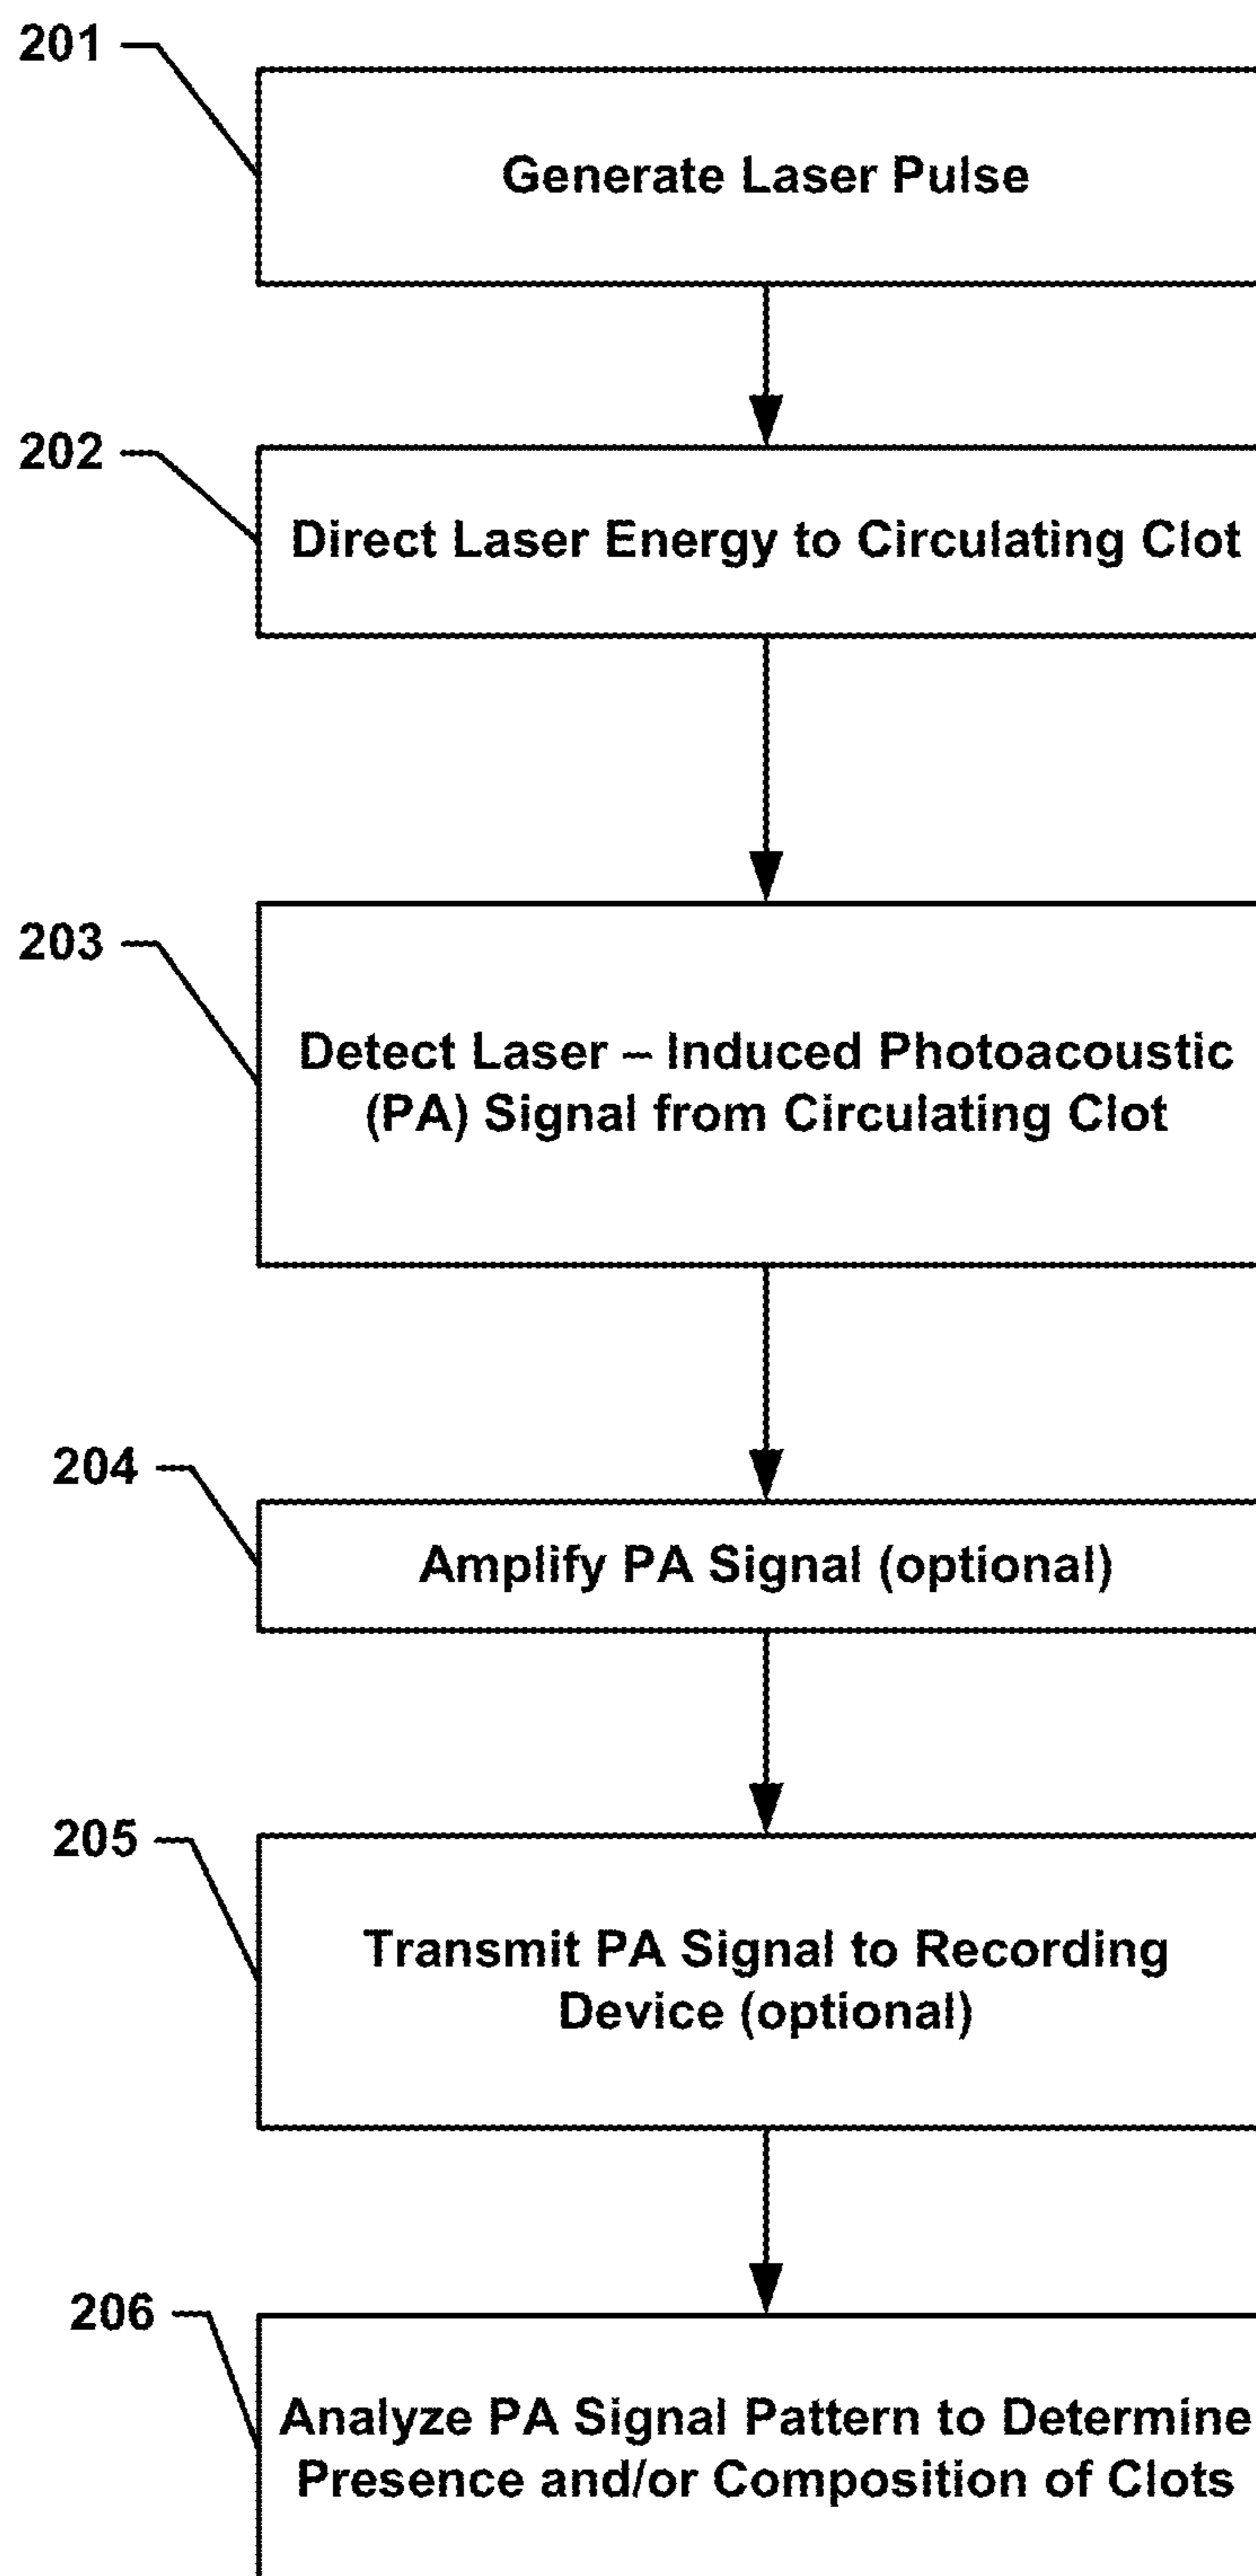 201
Generate Laser Pulse
202
Direct Laser Energy to Circulating Clot
203
Detect Laser – Induced Photoacoustic
(PA) Signal from Circulating Clot
204
Amplify PA Signal (optional)
205
Transmit PA Signal to Recording
Device (optional)
206
Analyze PA Signal Pattern to Determine
Presence and/or Composition of Clots